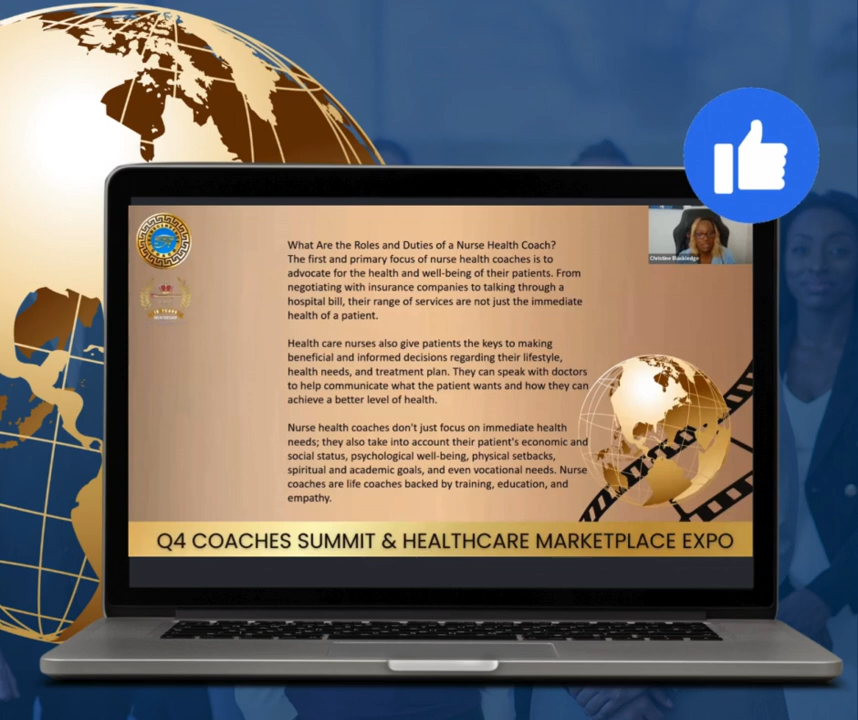 What Are the Roles and Duties of a Nurse Health Coach?
The first and primary focus of nurse health coaches is to
advocate for the health and well-being of their patients. From
negotiating with insurance companies to talking through a
hospital bill, their range of services are not just the immediate
health of a patient.
Health care nurses also give patients the keys to making
beneficial and informed decisions regarding their lifestyle,
health needs, and treatment plan. They can speak with doctors
to help communicate what the patient wants and how they can
achieve a better level of health.
Nurse health coaches don't just focus on immediate health
needs; they also take into account their patient's economic and
social status, psychological well-being, physical setbacks,
spiritual and academic goals, and even vocational needs. Nurse
coaches are life coaches backed by training, education, and
empathy.
Christine Blackledge
Q4 COACHES SUMMIT & HEALTHCARE MARKETPLACE EXPO